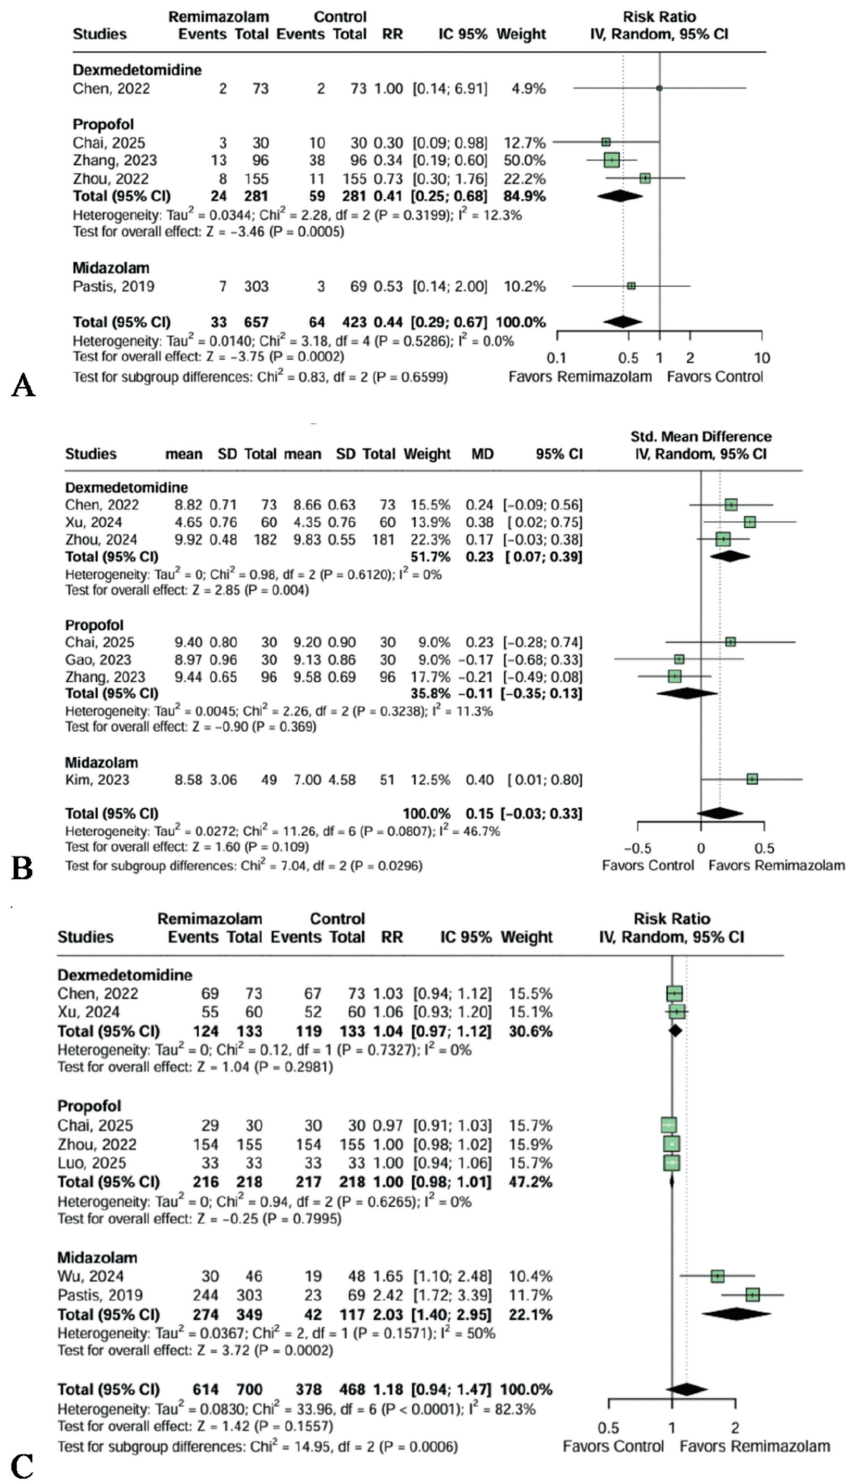 Remimazolam Control Risk Ratio
Studies Events Total Events Total RR IC 95% Weight IV, Random, 95% CI
Dexmedetomidine
Chen, 2022 2 73 2 73 1.00 [0.14; 6.91] 4.9%
Propofol
Chai, 2025 3 30 10 30 0.30 [0.09; 0.98] 12.7%
Zhang, 2023 13 96 38 96 0.34 [0.19; 0.60] 50.0%
Zhou, 2022 8 155 11 155 0.73 [0.30; 1.76] 22.2%
Total (95% CI) 24 281 59 281 0.41 [0.25; 0.68] 84.9%
Heterogeneity: Tau² = 0.0344; Chi² = 2.28, df = 2 (P = 0.3199); I² = 12.3%
Test for overall effect: Z = −3.46 (P = 0.0005)
Midazolam
Pastis, 2019 7 303 3 69 0.53 [0.14; 2.00] 10.2%
Total (95% CI) 33 657 64 423 0.44 [0.29; 0.67] 100.0%
Heterogeneity: Tau² = 0.0140; Chi² = 3.18, df = 4 (P = 0.5286); I² = 0.0%
Test for overall effect: Z = −3.75 (P = 0.0002)
0.1 0.5 1 2 10
Test for subgroup differences: Chi² = 0.83, df = 2 (P = 0.6599) Favors Remimazolam Favors Control
A
Std. Mean Difference
Studies mean SD Total mean SD Total Weight MD 95% CI IV, Random, 95% CI
Dexmedetomidine
Chen, 2022 8.82 0.71 73 8.66 0.63 73 15.5% 0.24 [−0.09; 0.56]
Xu, 2024 4.65 0.76 60 4.35 0.76 60 13.9% 0.38 [ 0.02; 0.75]
Zhou, 2024 9.92 0.48 182 9.83 0.55 181 22.3% 0.17 [−0.03; 0.38]
Total (95% CI) 51.7% 0.23 [ 0.07; 0.39]
Heterogeneity: Tau² = 0; Chi² = 0.98, df = 2 (P = 0.6120); I² = 0%
Test for overall effect: Z = 2.85 (P = 0.004)
Propofol
Chai, 2025 9.40 0.80 30 9.20 0.90 30 9.0% 0.23 [−0.28; 0.74]
Gao, 2023 8.97 0.96 30 9.13 0.86 30 9.0% −0.17 [−0.68; 0.33]
Zhang, 2023 9.44 0.65 96 9.58 0.69 96 17.7% −0.21 [−0.49; 0.08]
Total (95% CI) 35.8% −0.11 [−0.35; 0.13]
Heterogeneity: Tau² = 0.0045; Chi² = 2.26, df = 2 (P = 0.3238); I² = 11.3%
Test for overall effect: Z = −0.90 (P = 0.369)
Midazolam
Kim, 2023 8.58 3.06 49 7.00 4.58 51 12.5% 0.40 [ 0.01; 0.80]
Total (95% CI) 100.0% 0.15 [−0.03; 0.33]
Heterogeneity: Tau² = 0.0272; Chi² = 11.26, df = 6 (P = 0.0807); I² = 46.7%
Test for overall effect: Z = 1.60 (P = 0.109)
−0.5 0 0.5
Test for subgroup differences: Chi² = 7.04, df = 2 (P = 0.0296) Favors Control Favors Remimazolam
B
Remimazolam Control Risk Ratio
Studies Events Total Events Total RR IC 95% Weight IV, Random, 95% CI
Dexmedetomidine
Chen, 2022 69 73 67 73 1.03 [0.94; 1.12] 15.5%
Xu, 2024 55 60 52 60 1.06 [0.93; 1.20] 15.1%
Total (95% CI) 124 133 119 133 1.04 [0.97; 1.12] 30.6%
Heterogeneity: Tau² = 0; Chi² = 0.12, df = 1 (P = 0.7327); I² = 0%
Test for overall effect: Z = 1.04 (P = 0.2981)
Propofol
Chai, 2025 29 30 30 30 0.97 [0.91; 1.03] 15.7%
Zhou, 2022 154 155 154 155 1.00 [0.98; 1.02] 15.9%
Luo, 2025 33 33 33 33 1.00 [0.94; 1.06] 15.7%
Total (95% CI) 216 218 217 218 1.00 [0.98; 1.01] 47.2%
Heterogeneity: Tau² = 0; Chi² = 0.94, df = 2 (P = 0.6265); I² = 0%
Test for overall effect: Z = −0.25 (P = 0.7995)
Midazolam
Wu, 2024 30 46 19 48 1.65 [1.10; 2.48] 10.4%
Pastis, 2019 244 303 23 69 2.42 [1.72; 3.39] 11.7%
Total (95% CI) 274 349 42 117 2.03 [1.40; 2.95] 22.1%
Heterogeneity: Tau² = 0.0367; Chi² = 2, df = 1 (P = 0.1571); I² = 50%
Test for overall effect: Z = 3.72 (P = 0.0002)
Total (95% CI) 614 700 378 468 1.18 [0.94; 1.47] 100.0%
Heterogeneity: Tau² = 0.0830; Chi² = 33.96, df = 6 (P < 0.0001); I² = 82.3%
Test for overall effect: Z = 1.42 (P = 0.1557)
0.5 1 2
Test for subgroup differences: Chi² = 14.95, df = 2 (P = 0.0006) Favors Control Favors Remimazolam
C